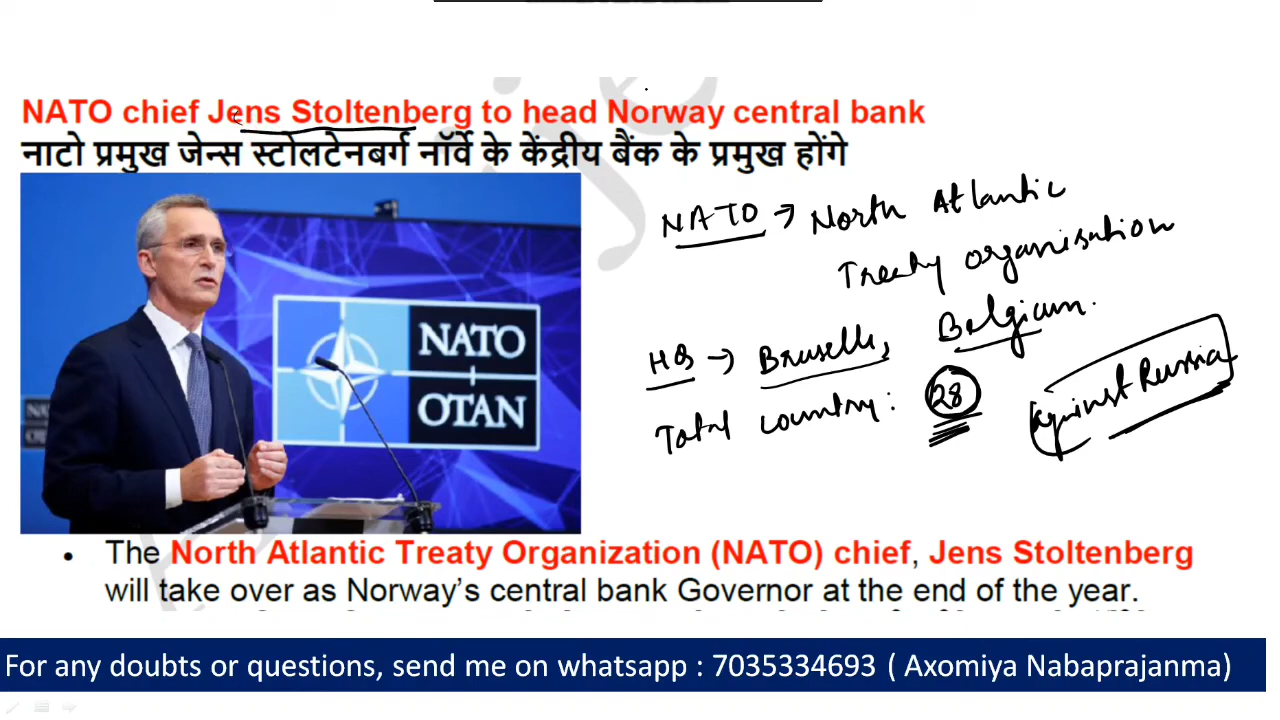 NATO chief Jens Stoltenberg to head Norway central bank
नाटो प्रमुख जेन्स स्टोलटेनबर्ग नॉर्वे के केंद्रीय बैंक के प्रमुख होंगे
NATO
OTAN
NATO → North Atlantic
Treaty organisation
HQ → Brusells, Belgium.
Total country: 28
against Russia
• The North Atlantic Treaty Organization (NATO) chief, Jens Stoltenberg
will take over as Norway's central bank Governor at the end of the year.
For any doubts or questions, send me on whatsapp : 7035334693 ( Axomiya Nabaprajanma)